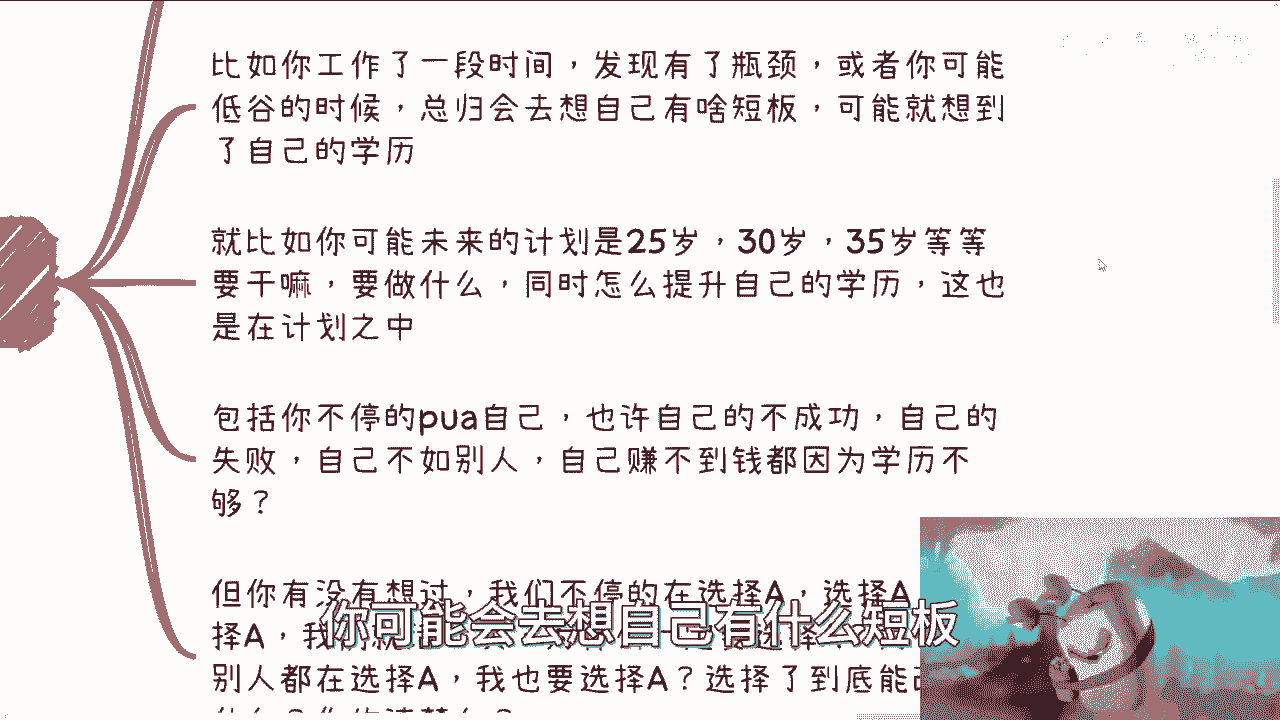 比如你工作了一段时间，发现有了瓶颈，或者你可能
低谷的时候，总归会去想自己有啥短板，可能就想到
了自己的学历
就比如你可能未来的计划是25岁，30岁，35岁等等
要干嘛，要做什么，同时怎么提升自己的学历，这也
是在计划之中
包括你不停的pua自己，也许自己的不成功，自己的
失败，自己不如别人，自己赚不到钱都因为学历不
够？
但你有没有想过，我们不停的在选择A，选择A
择A，我
你可能会去想自己有什么短板
别人都在选择A，我也要选择A？选择了到底能